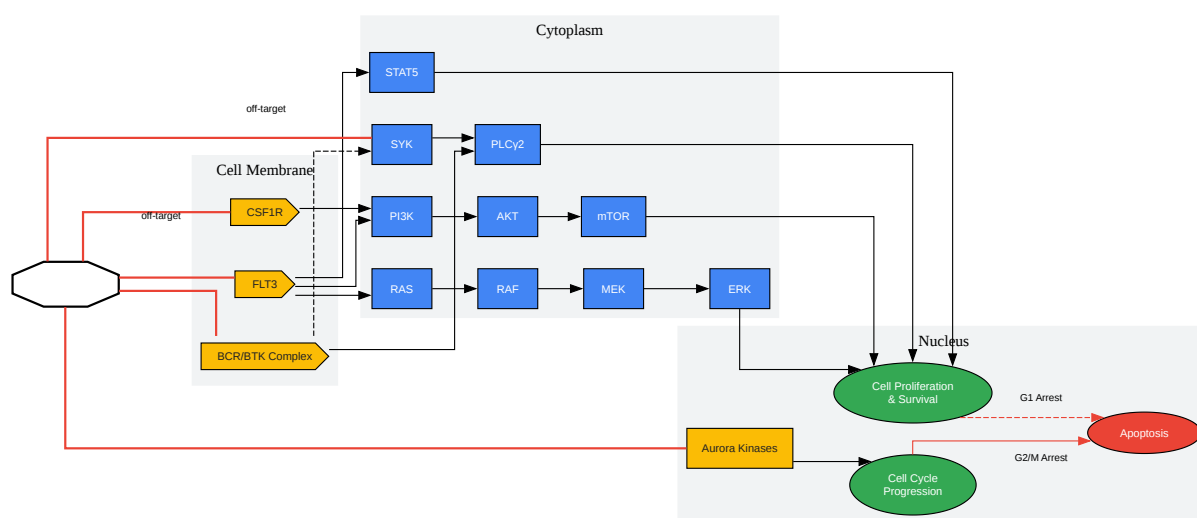 Cytoplasm
STAT5
off-target
SYK
PLCγ2
Cell Membrane
CSF1R
off-target
PI3K
AKT
mTOR
FLT3
RAS
RAF
MEK
ERK
BCR/BTK Complex
Nucleus
Cell Proliferation
& Survival
G1 Arrest
Apoptosis
Aurora Kinases
G2/M Arrest
Cell Cycle
Progression